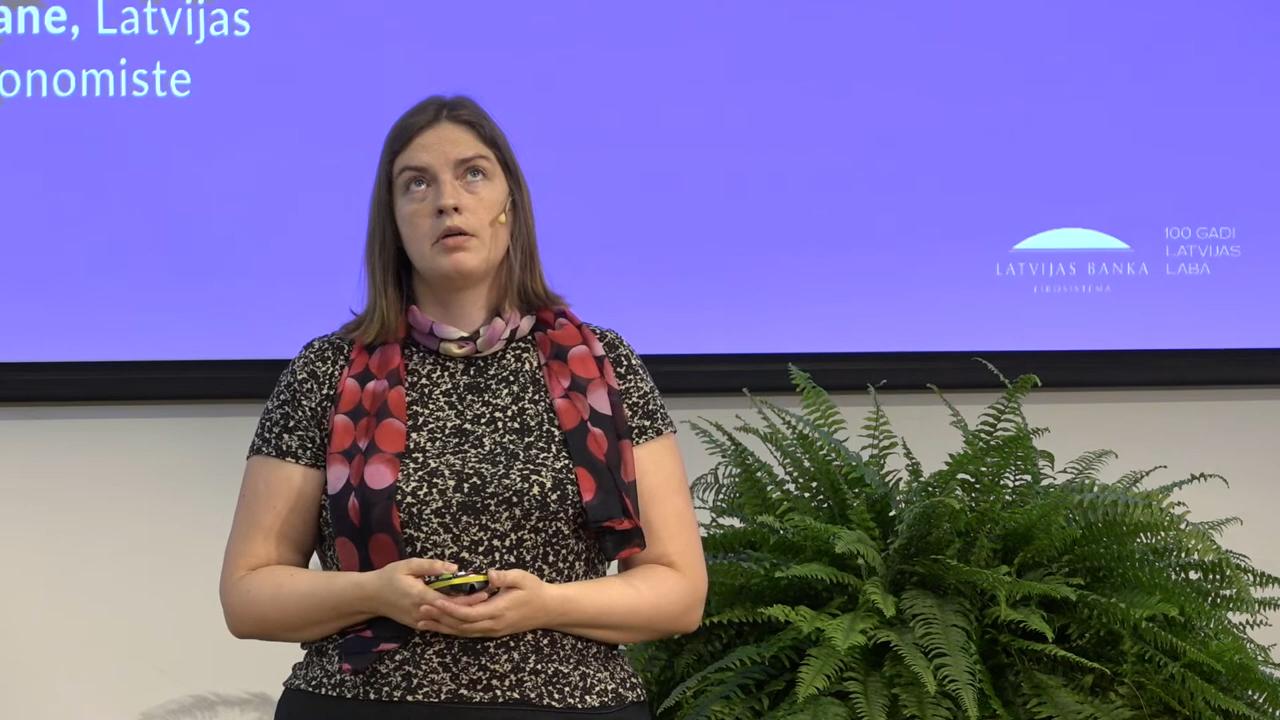 ane, Latvijas
onomiste
LATVIJAS BANKA
EIROSISTĒMA
100 GADI
LATVIJAS
LABĀ